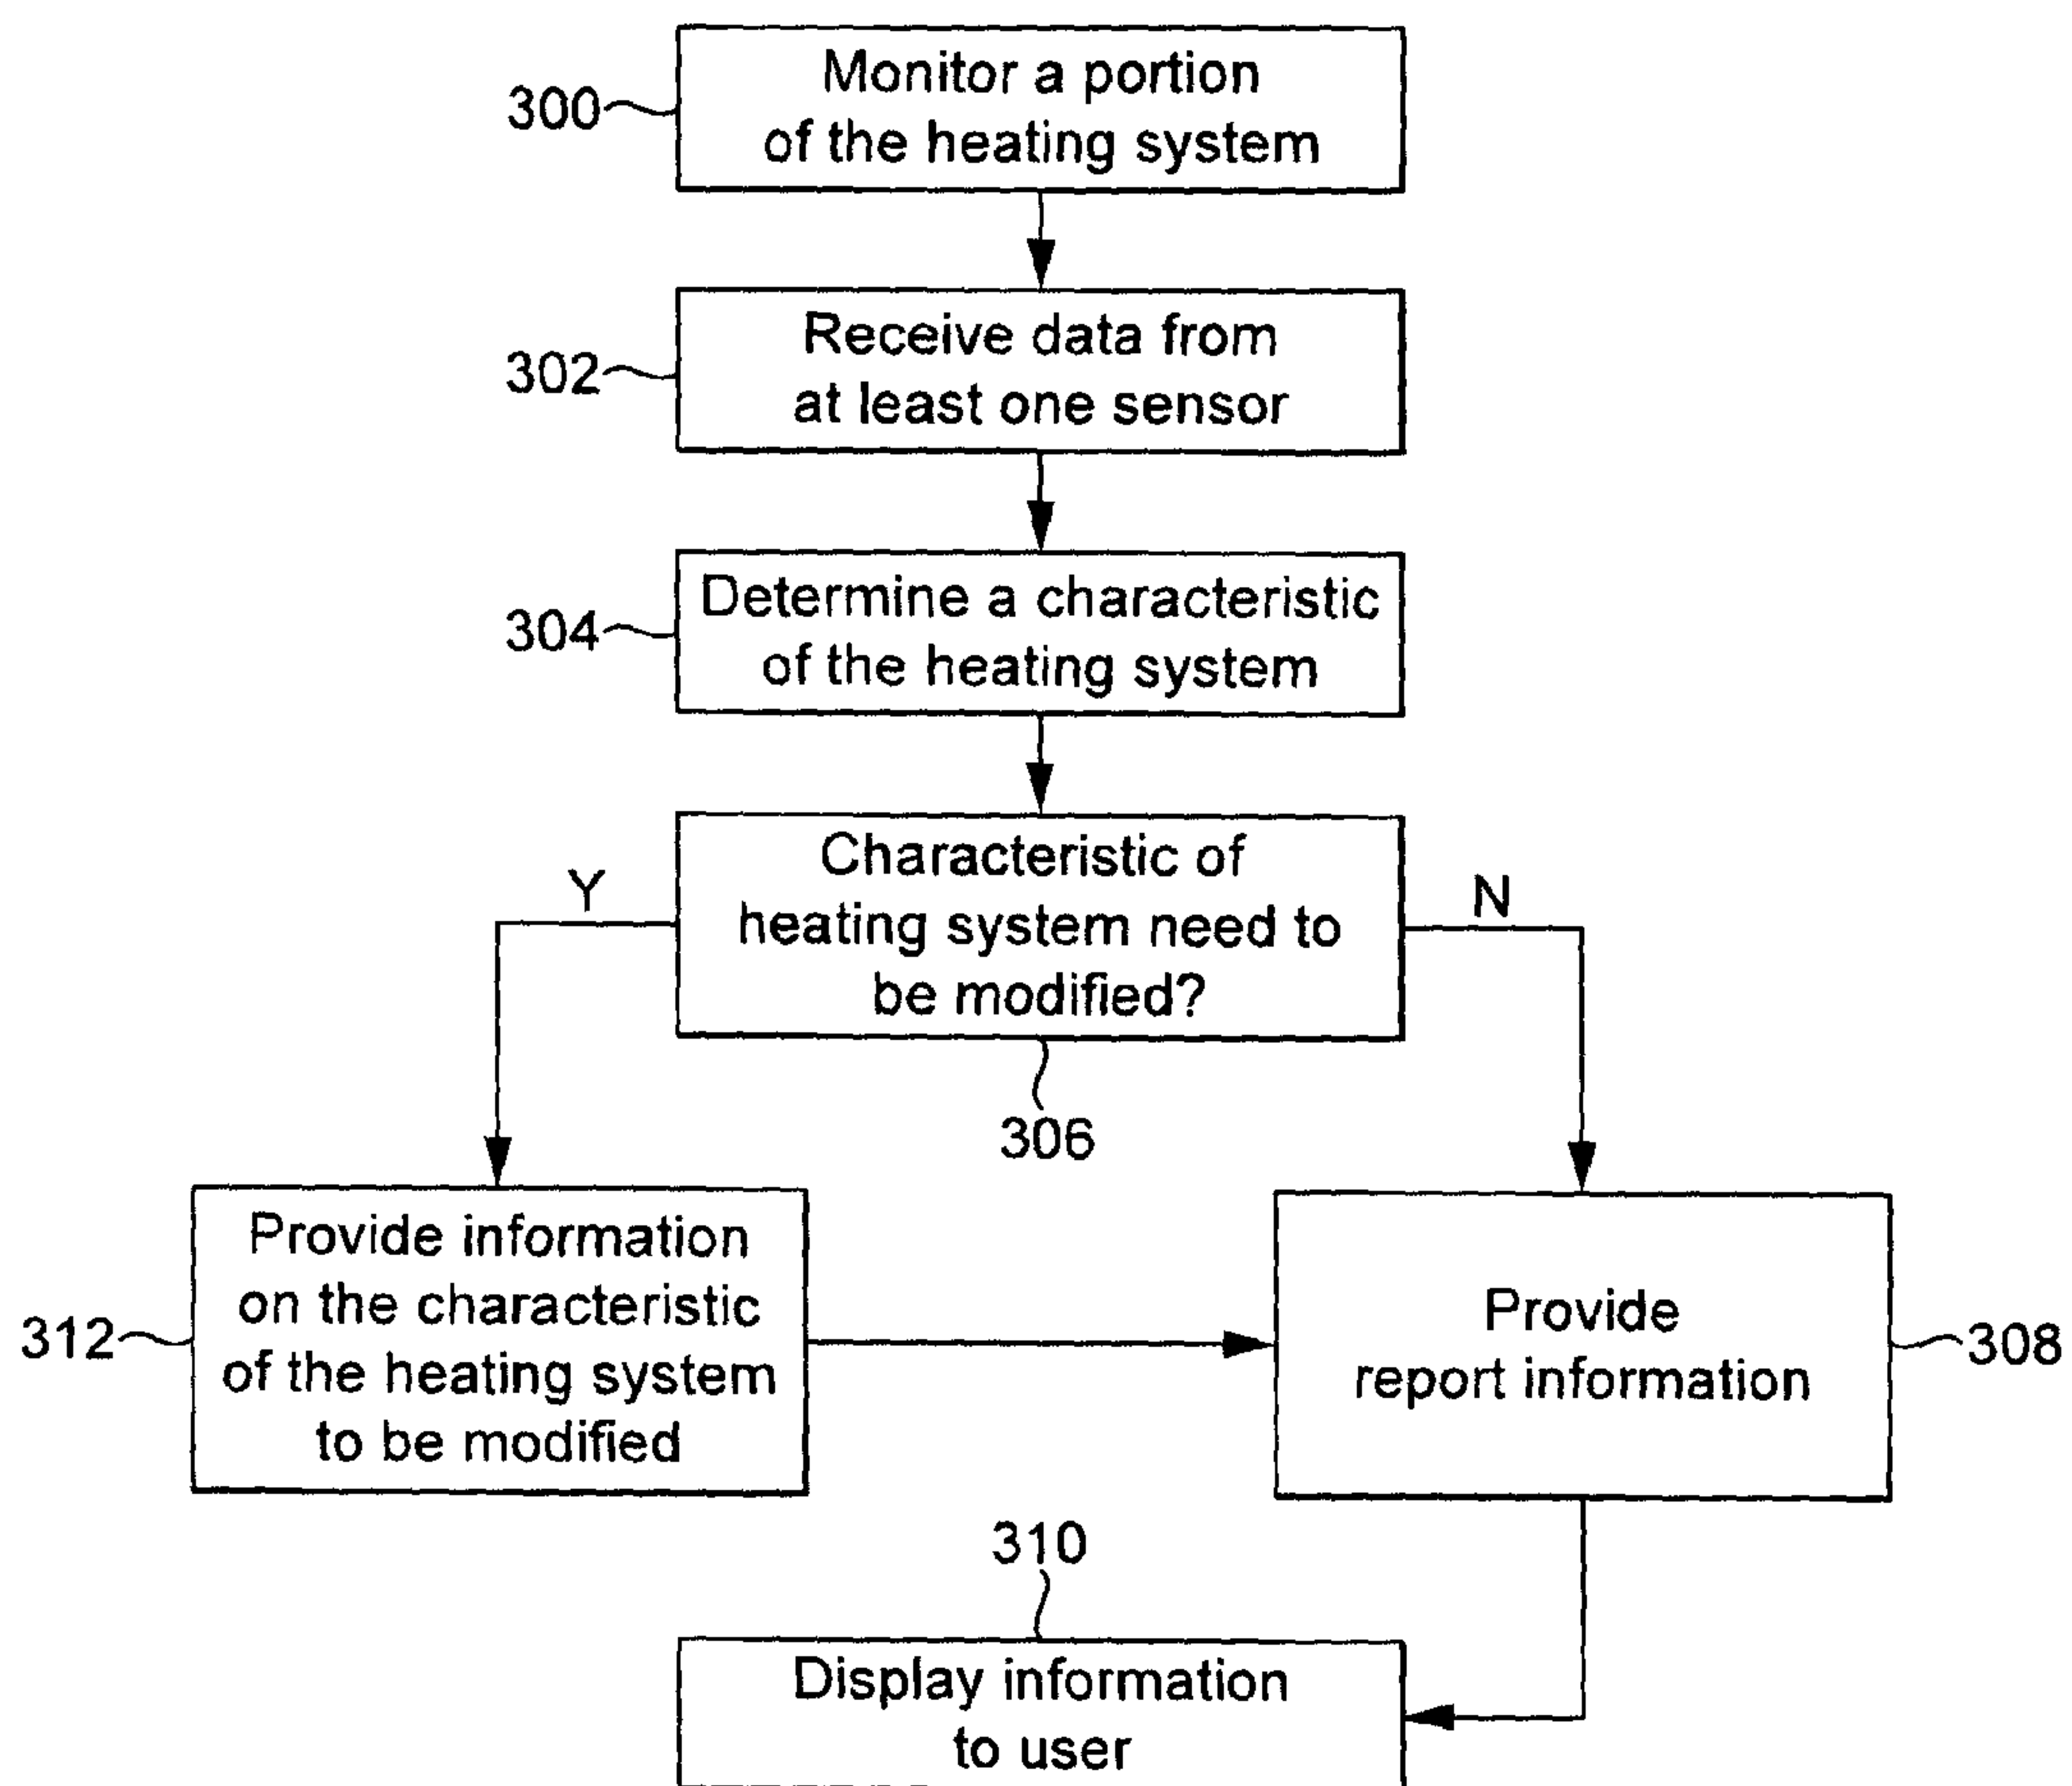 Monitor a portion
of the heating system
300
Receive data from
at least one sensor
302
Determine a characteristic
of the heating system
304
Characteristic of
heating system need to
be modified?
Y
N
306
Provide information
on the characteristic
of the heating system
to be modified
312
Provide
report information
308
310
Display information
to user